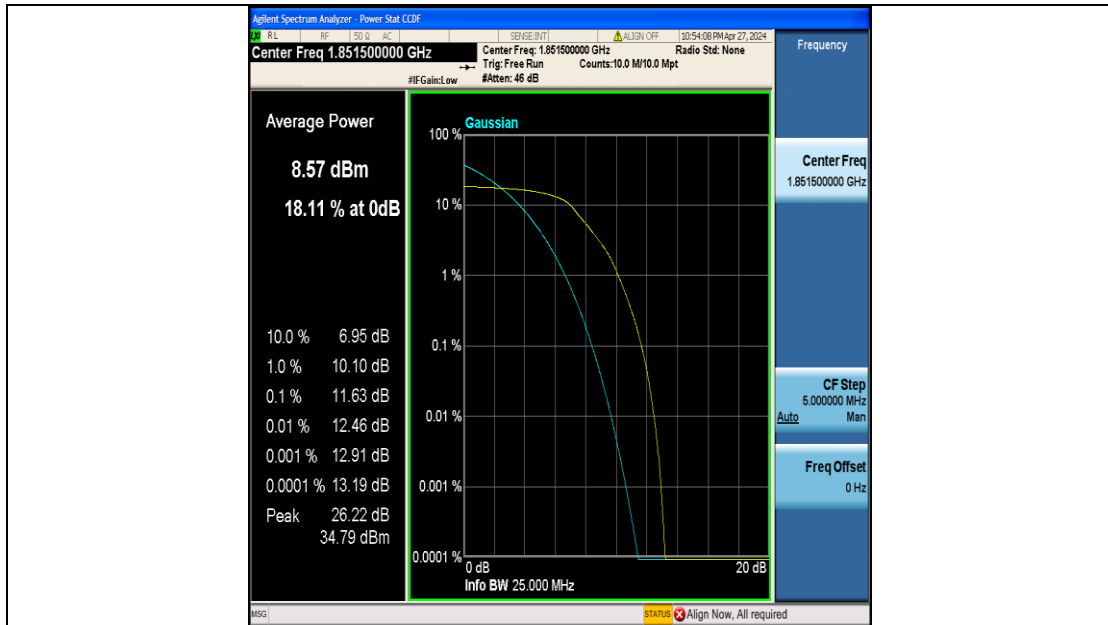 Agilent Spectrum Analyzer - Power Stat CCDF
RL RF 50 Ω AC SENSE:INT ALIGN OFF 10:54:08 PM Apr 27, 2024
Center Freq 1.851500000 GHz
Center Freq: 1.851500000 GHz Radio Std: None
Trig: Free Run Counts:10.0 M/10.0 Mpt
#IFGain:Low #Atten: 46 dB
Frequency
Average Power
8.57 dBm
18.11 % at 0dB
10.0 % 6.95 dB
1.0 % 10.10 dB
0.1 % 11.63 dB
0.01 % 12.46 dB
0.001 % 12.91 dB
0.0001 % 13.19 dB
Peak 26.22 dB
34.79 dBm
Gaussian
100 %
10 %
1 %
0.1 %
0.01 %
0.001 %
0.0001 %
0 dB 20 dB
Info BW 25.000 MHz
Center Freq
1.851500000 GHz
CF Step
5.000000 MHz
Auto Man
Freq Offset
0 Hz
MSG STATUS Align Now, All required